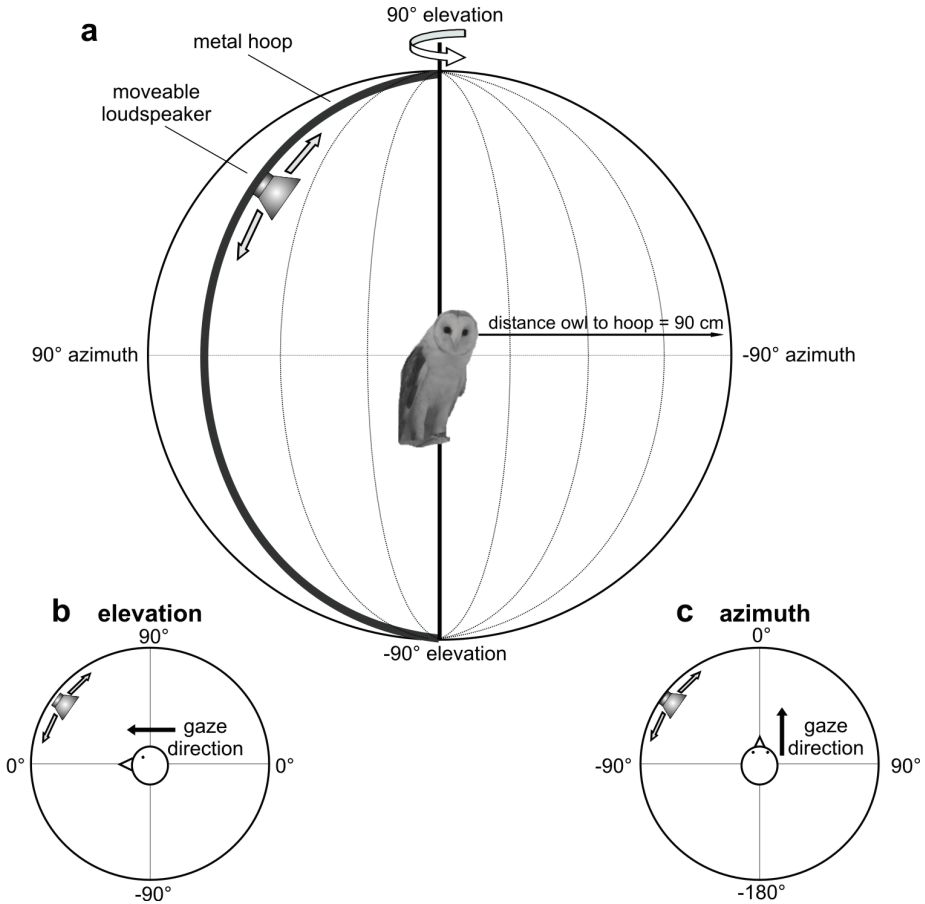 a
90° elevation
metal hoop
moveable
loudspeaker
distance owl to hoop = 90 cm
90° azimuth
-90° azimuth
-90° elevation
b elevation
90°
gaze
direction
0°
0°
-90°
c azimuth
0°
gaze
direction
-90°
90°
-180°